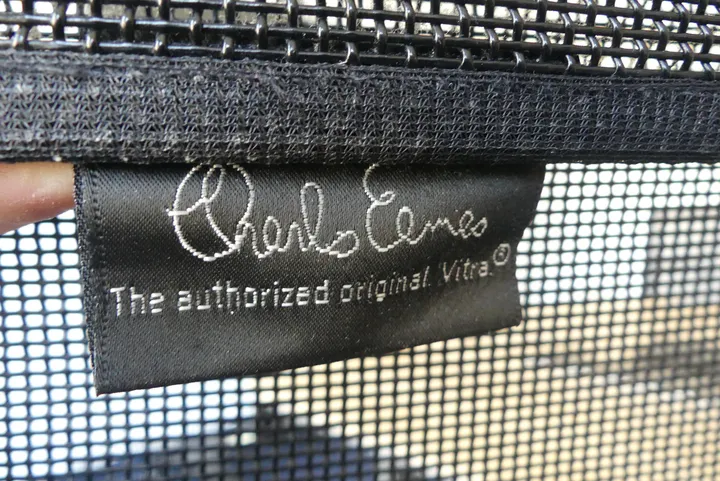 Charles Eames
The authorized original. Vitra.®